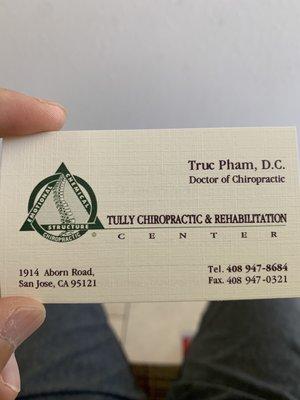 Truc Pham, D.C.
Doctor of Chiropractic
EMOTIONAL
CHEMICAL
STRUCTURE
CHIROPRACTIC
®
TULLY CHIROPRACTIC & REHABILITATION
CENTER
1914 Aborn Road,
San Jose, CA 95121
Tel. 408 947-8684
Fax. 408 947-0321